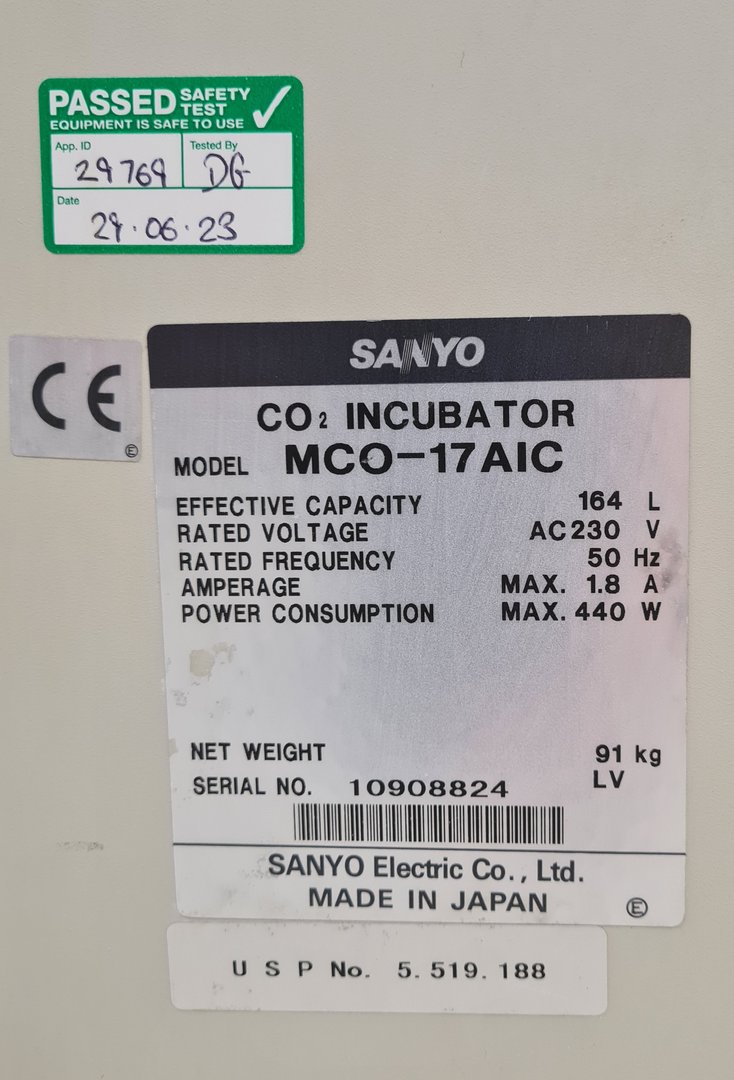 PASSED SAFETY TEST
EQUIPMENT IS SAFE TO USE
App. ID
Tested By
29769
DG
Date
29.06.23
CE
E
SANYO
CO2 INCUBATOR
MODEL MCO-17AIC
EFFECTIVE CAPACITY 164 L
RATED VOLTAGE AC230 V
RATED FREQUENCY 50 Hz
AMPERAGE MAX. 1.8 A
POWER CONSUMPTION MAX. 440 W
NET WEIGHT 91 kg
SERIAL NO. 10908824 LV
SANYO Electric Co., Ltd.
MADE IN JAPAN E
U S P No. 5.519.188